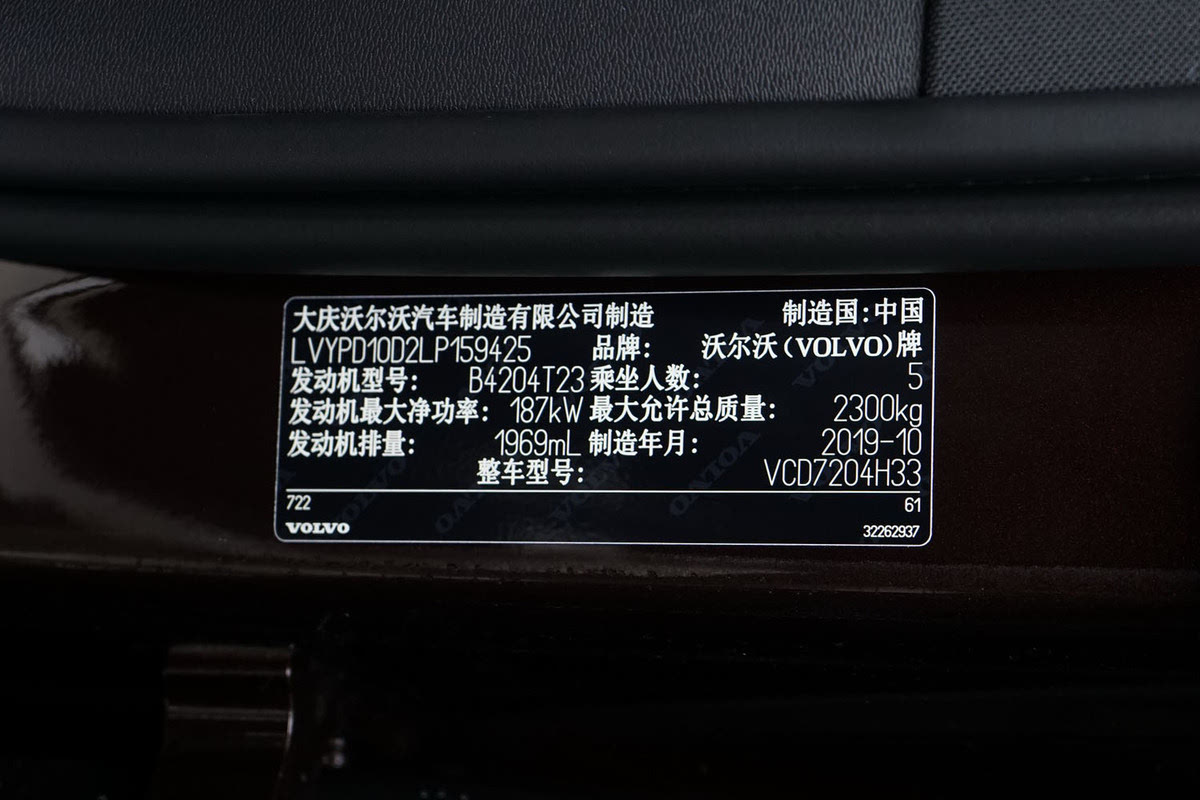 大庆沃尔沃汽车制造有限公司制造 制造国:中国
LVYPD10D2LP159425 品牌: 沃尔沃(VOLVO)牌
发动机型号: B4204T23 乘坐人数: 5
发动机最大净功率: 187kW 最大允许总质量: 2300kg
发动机排量: 1969mL 制造年月: 2019-10
整车型号: VCD7204H33
722 61
VOLVO 32262937